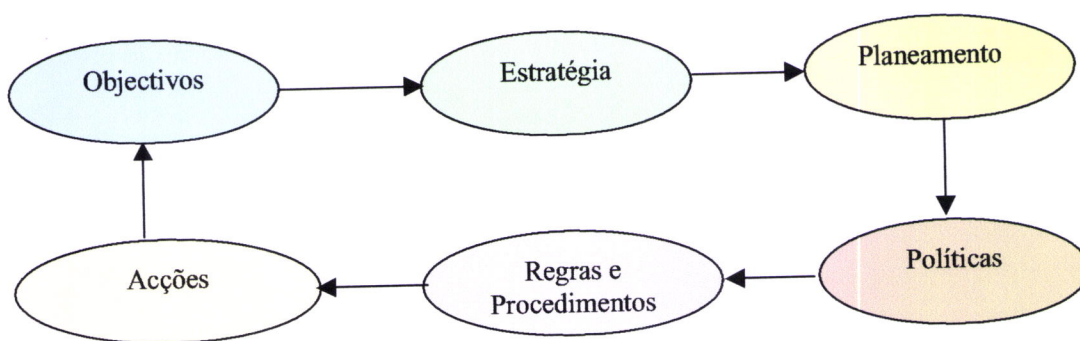 Objectivos
Estratégia
Planeamento
Políticas
Regras e
Procedimentos
Acções